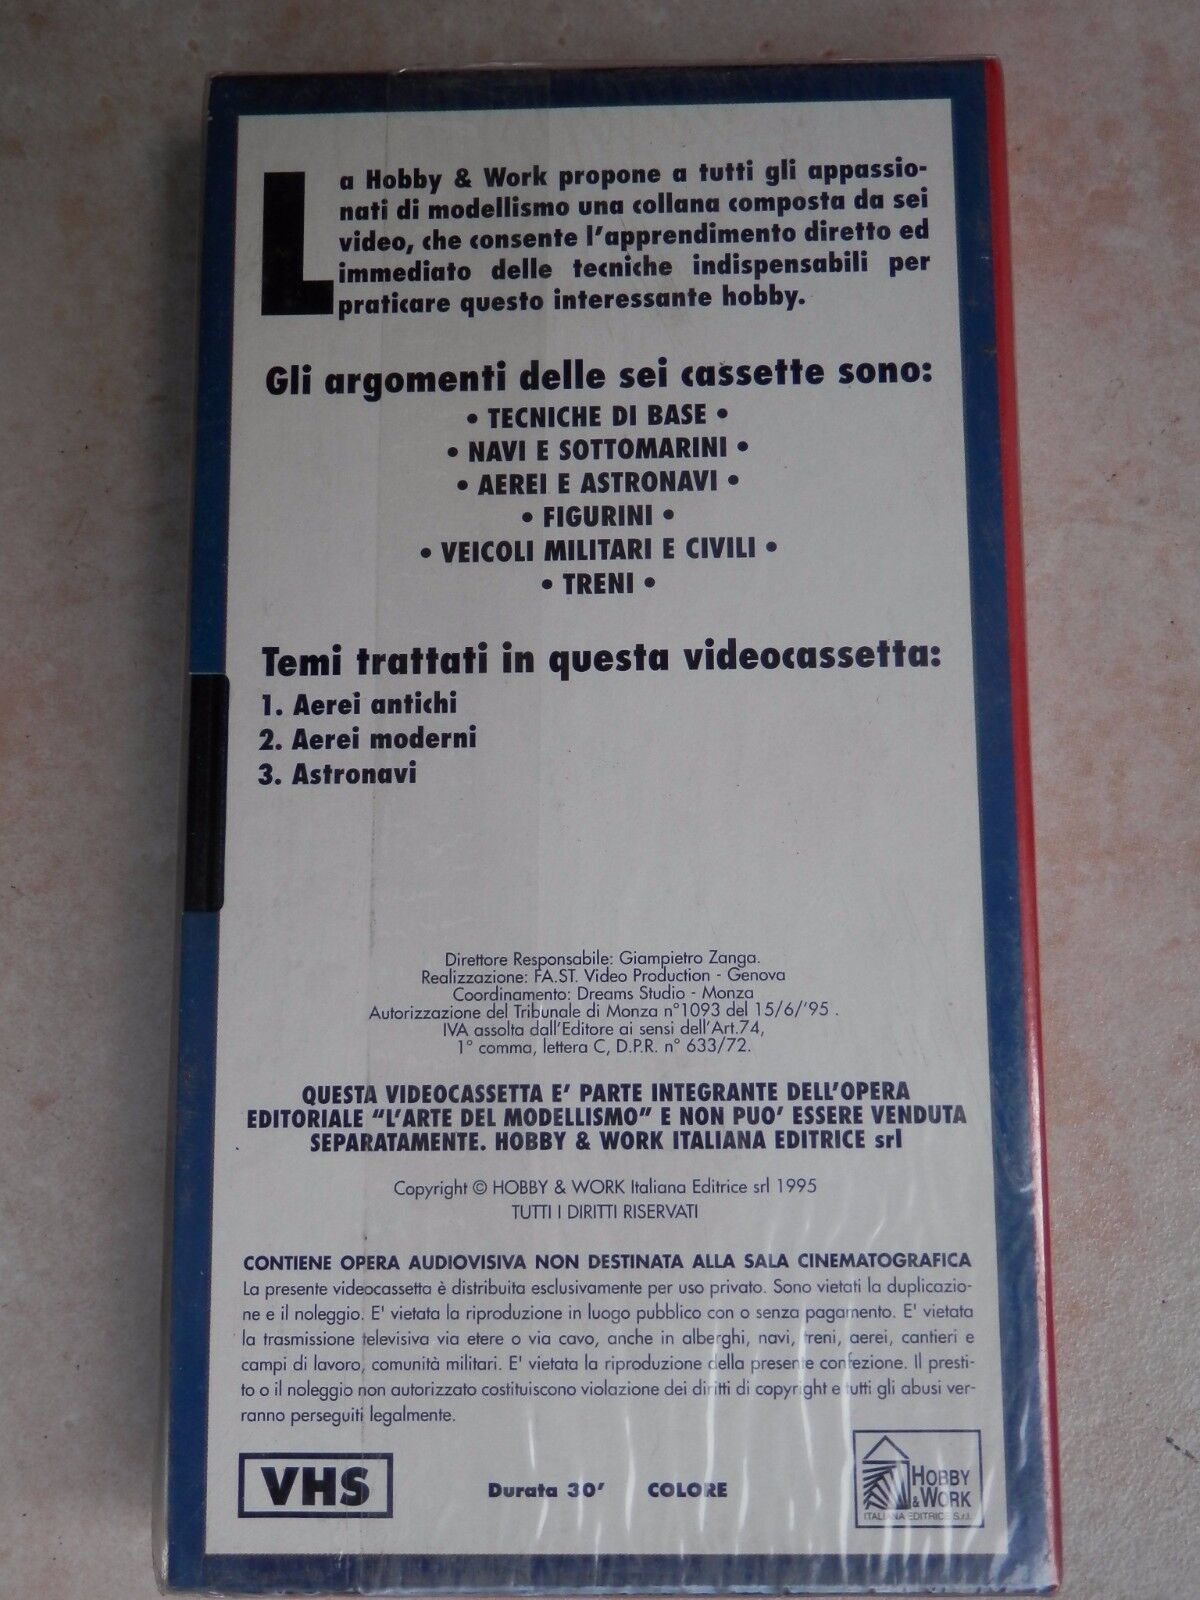 La Hobby & Work propone a tutti gli appassio-
nati di modellismo una collana composta da sei
video, che consente l'apprendimento diretto ed
immediato delle tecniche indispensabili per
praticare questo interessante hobby.
Gli argomenti delle sei cassette sono:
• TECNICHE DI BASE •
• NAVI E SOTTOMARINI •
• AEREI E ASTRONAVI •
• FIGURINI •
• VEICOLI MILITARI E CIVILI •
• TRENI •
Temi trattati in questa videocassetta:
1. Aerei antichi
2. Aerei moderni
3. Astronavi
Direttore Responsabile: Giampietro Zanga.
Realizzazione: FA.ST. Video Production - Genova
Coordinamento: Dreams Studio - Monza
Autorizzazione del Tribunale di Monza n°1093 del 15/6/'95 .
IVA assolta dall'Editore ai sensi dell'Art.74,
1° comma, lettera C, D.P.R. n° 633/72.
QUESTA VIDEOCASSETTA E' PARTE INTEGRANTE DELL'OPERA
EDITORIALE "L'ARTE DEL MODELLISMO" E NON PUO' ESSERE VENDUTA
SEPARATAMENTE. HOBBY & WORK ITALIANA EDITRICE srl
Copyright © HOBBY & WORK Italiana Editrice srl 1995
TUTTI I DIRITTI RISERVATI
CONTIENE OPERA AUDIOVISIVA NON DESTINATA ALLA SALA CINEMATOGRAFICA
La presente videocassetta è distribuita esclusivamente per uso privato. Sono vietati la duplicazio-
ne e il noleggio. E' vietata la riproduzione in luogo pubblico con o senza pagamento. E' vietata
la trasmissione televisiva via etere o via cavo, anche in alberghi, navi, treni, aerei, cantieri e
campi di lavoro, comunità militari. E' vietata la riproduzione della presente confezione. Il presti-
to o il noleggio non autorizzato costituiscono violazione dei diritti di copyright e tutti gli abusi ver-
ranno perseguiti legalmente.
VHS
Durata 30' COLORE
HOBBY
& WORK
ITALIANA EDITRICE S.r.l.